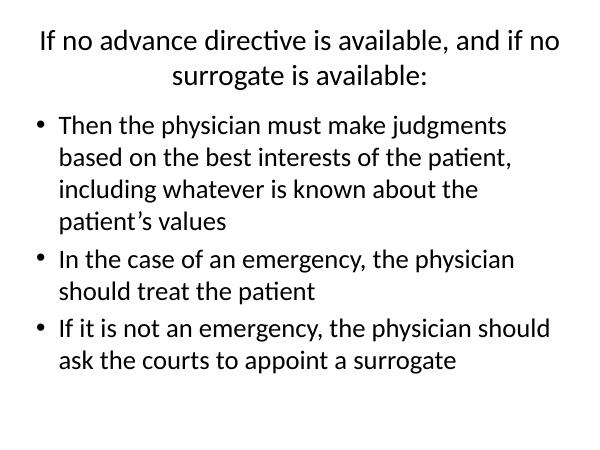 If no advance directive is available, and if no
surrogate is available:
• Then the physician must make judgments
based on the best interests of the patient,
including whatever is known about the
patient’s values
• In the case of an emergency, the physician
should treat the patient
• If it is not an emergency, the physician should
ask the courts to appoint a surrogate